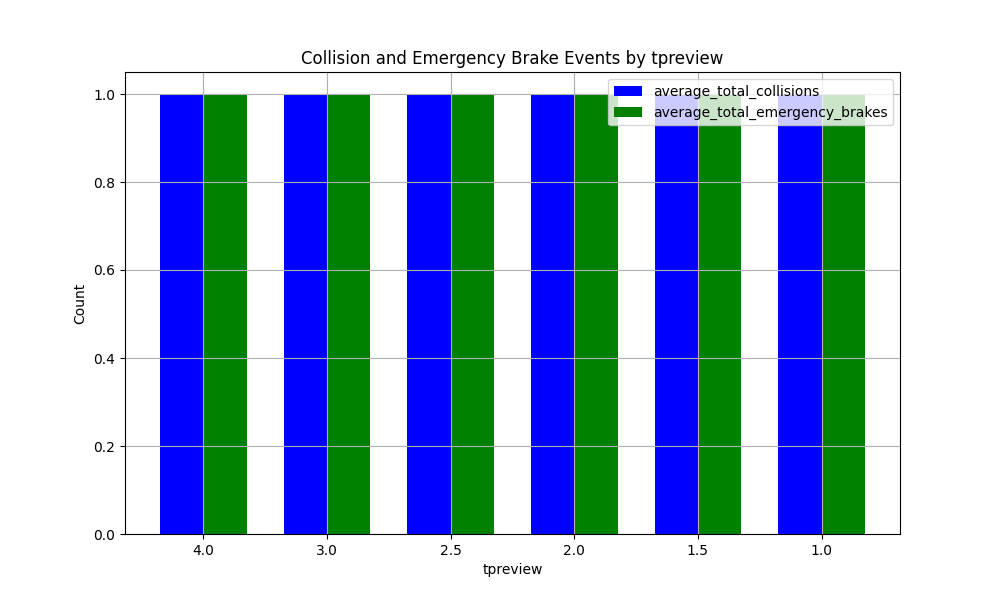 Collision and Emergency Brake Events by tpreview
average_total_collisions
average_total_emergency_brakes
1.0
0.8
0.6
0.4
0.2
0.0
Count
4.0
3.0
2.5
2.0
1.5
1.0
tpreview